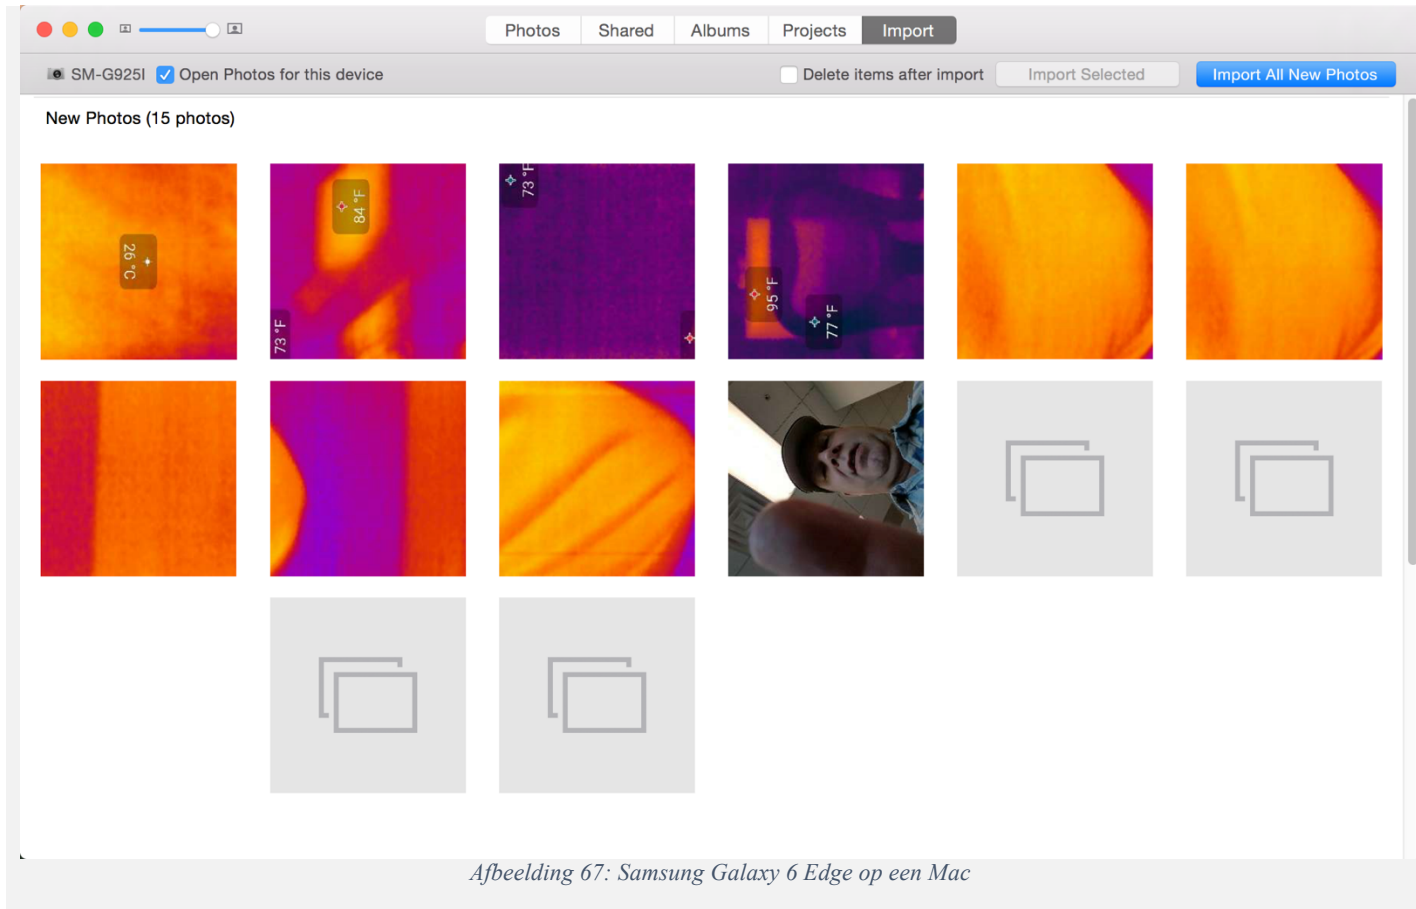 Photos Shared Albums Projects Import
SM-G925I Open Photos for this device Delete items after import Import Selected Import All New Photos
New Photos (15 photos)
26 °C
84 °F
73 °F
73 °F
95 °F
77 °F
Afbeelding 67: Samsung Galaxy 6 Edge op een Mac